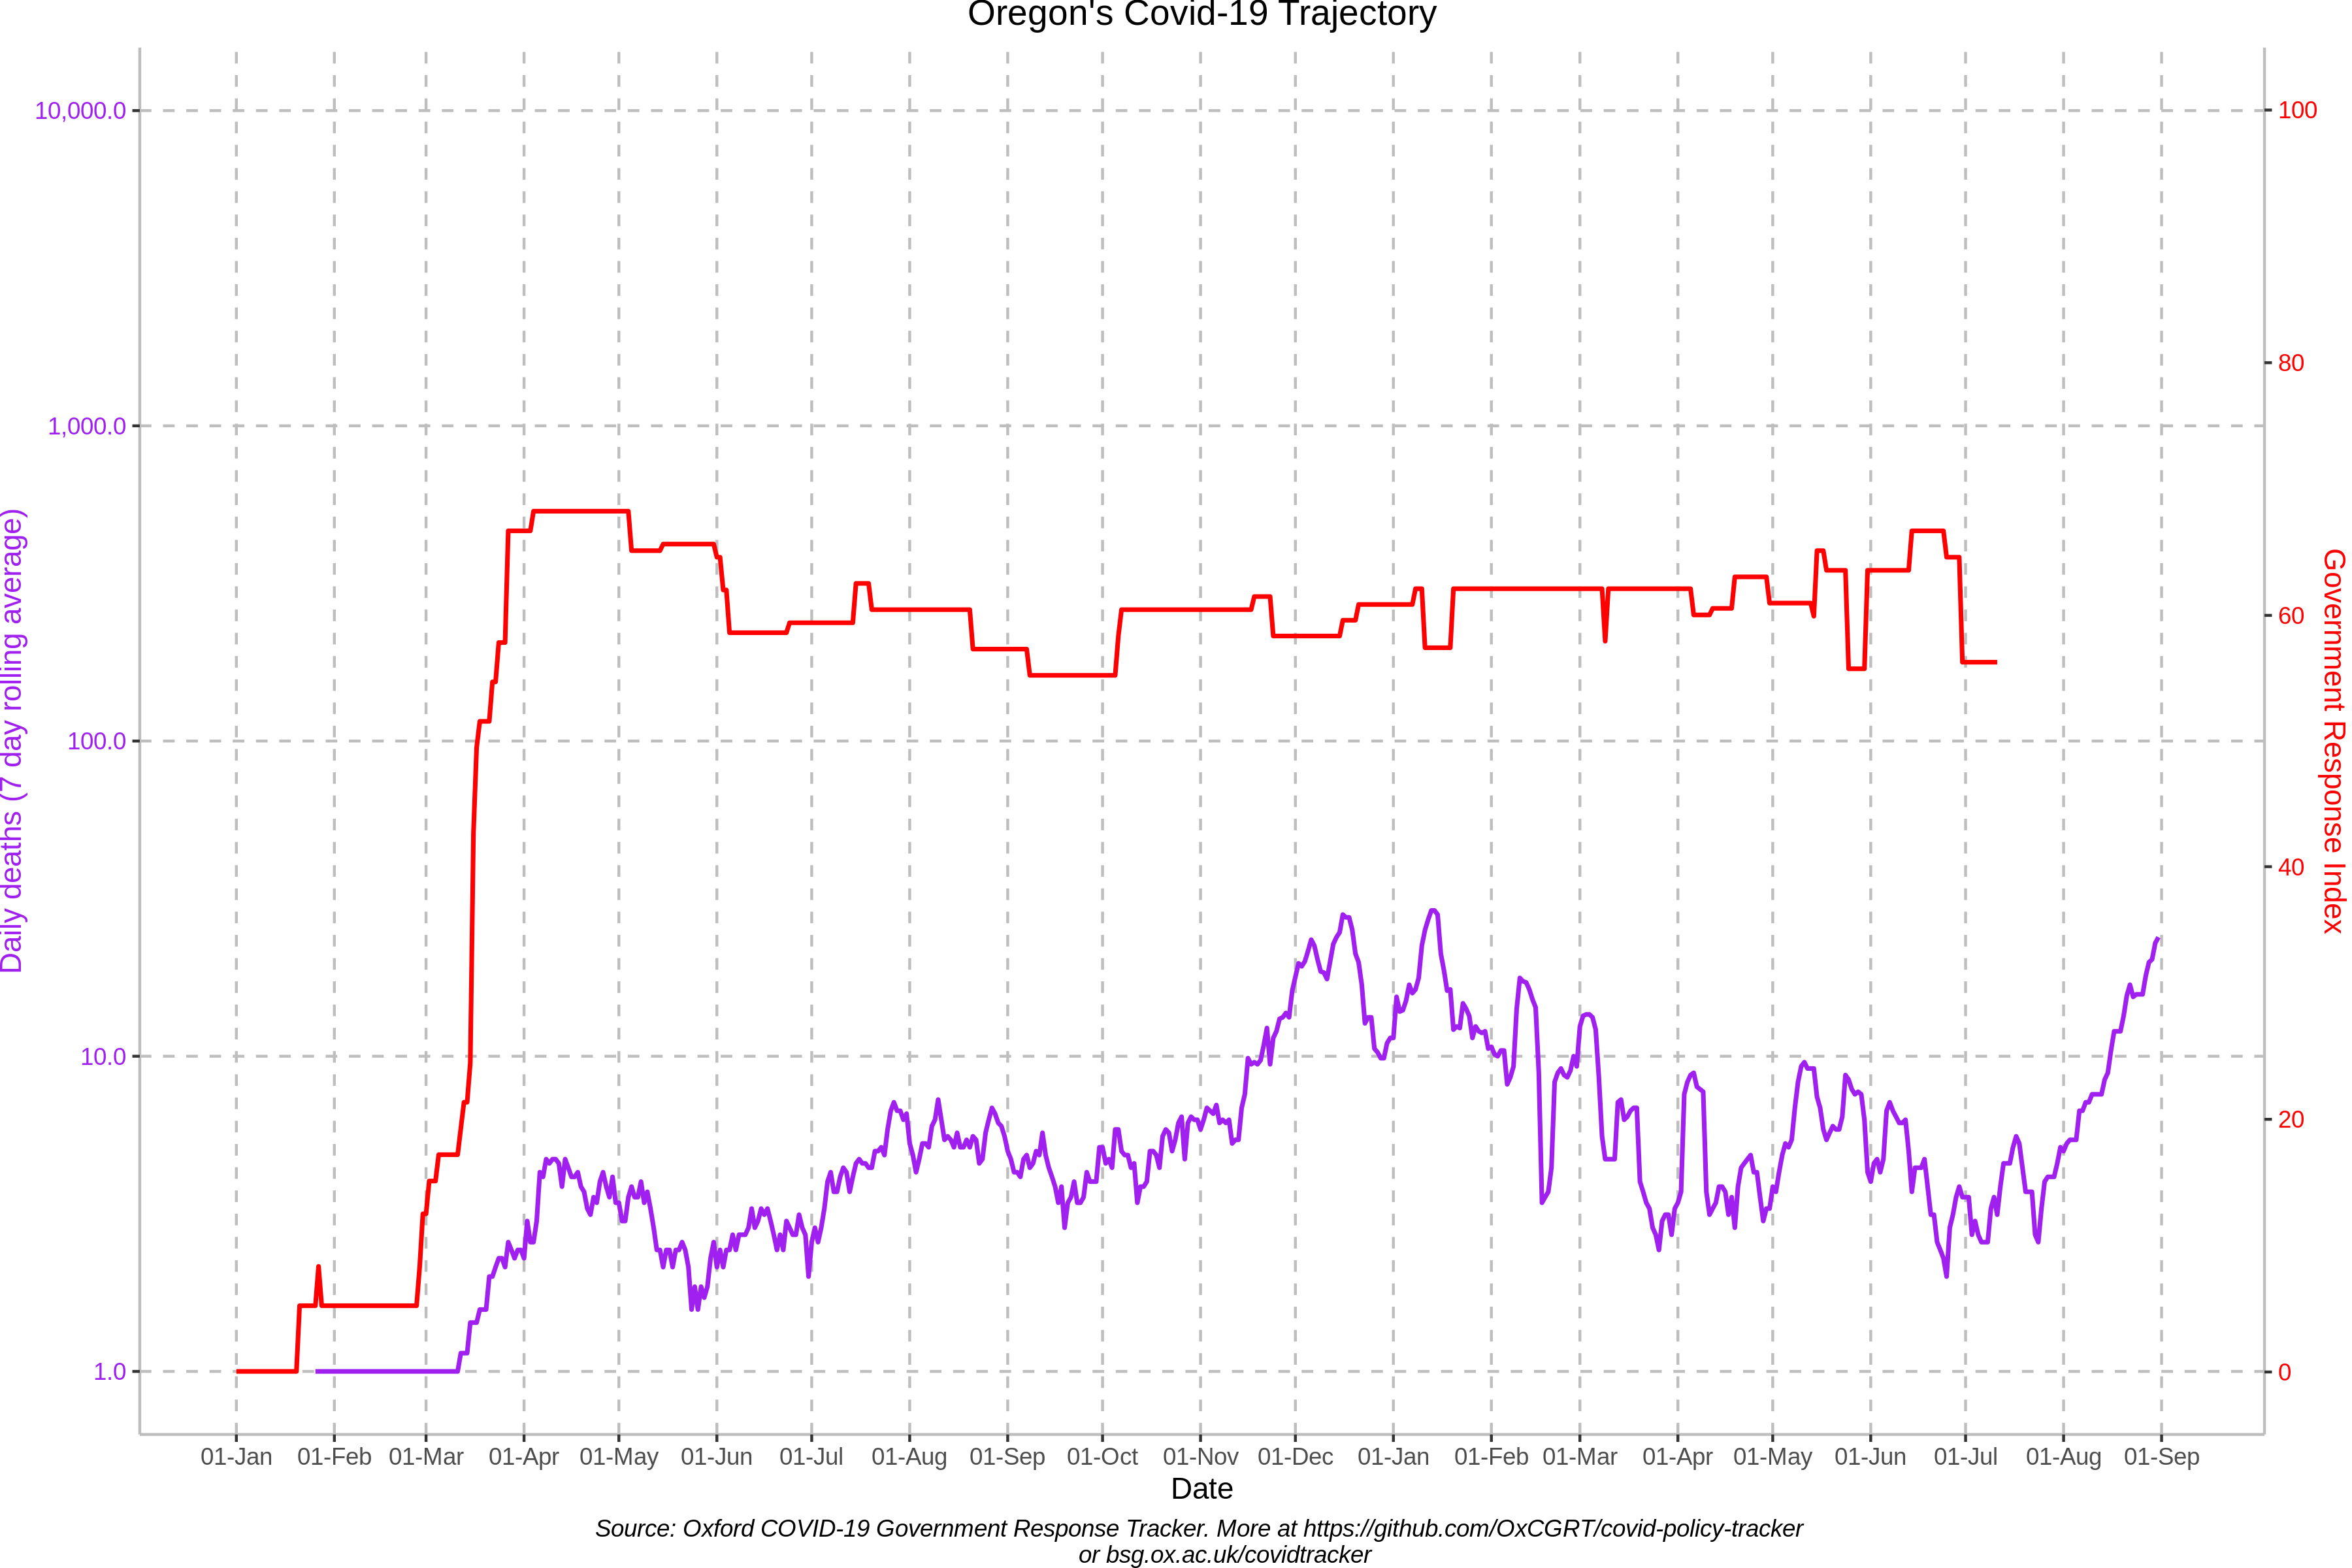 Oregon's Covid-19 Trajectory
10,000.0
1,000.0
100.0
10.0
1.0
Daily deaths (7 day rolling average)
100
80
60
40
20
0
Government Response Index
01-Jan 01-Feb 01-Mar 01-Apr 01-May 01-Jun 01-Jul 01-Aug 01-Sep 01-Oct 01-Nov 01-Dec 01-Jan 01-Feb 01-Mar 01-Apr 01-May 01-Jun 01-Jul 01-Aug 01-Sep
Date
Source: Oxford COVID-19 Government Response Tracker. More at https://github.com/OxCGRT/covid-policy-tracker
or bsg.ox.ac.uk/covidtracker